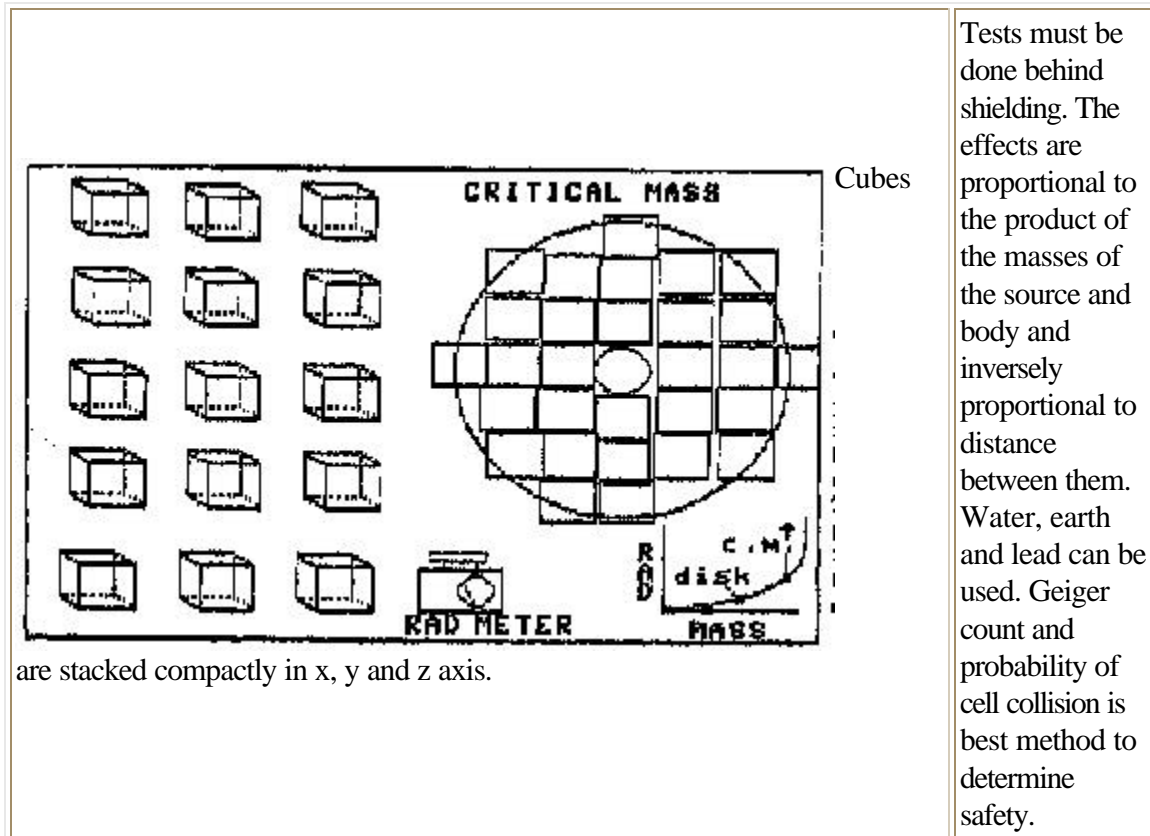 CRITICAL MASS
Cubes
C.M
RAD
disk
RAD METER
MASS
are stacked compactly in x, y and z axis.
Tests must be
done behind
shielding. The
effects are
proportional to
the product of
the masses of
the source and
body and
inversely
proportional to
distance
between them.
Water, earth
and lead can be
used. Geiger
count and
probability of
cell collision is
best method to
determine
safety.